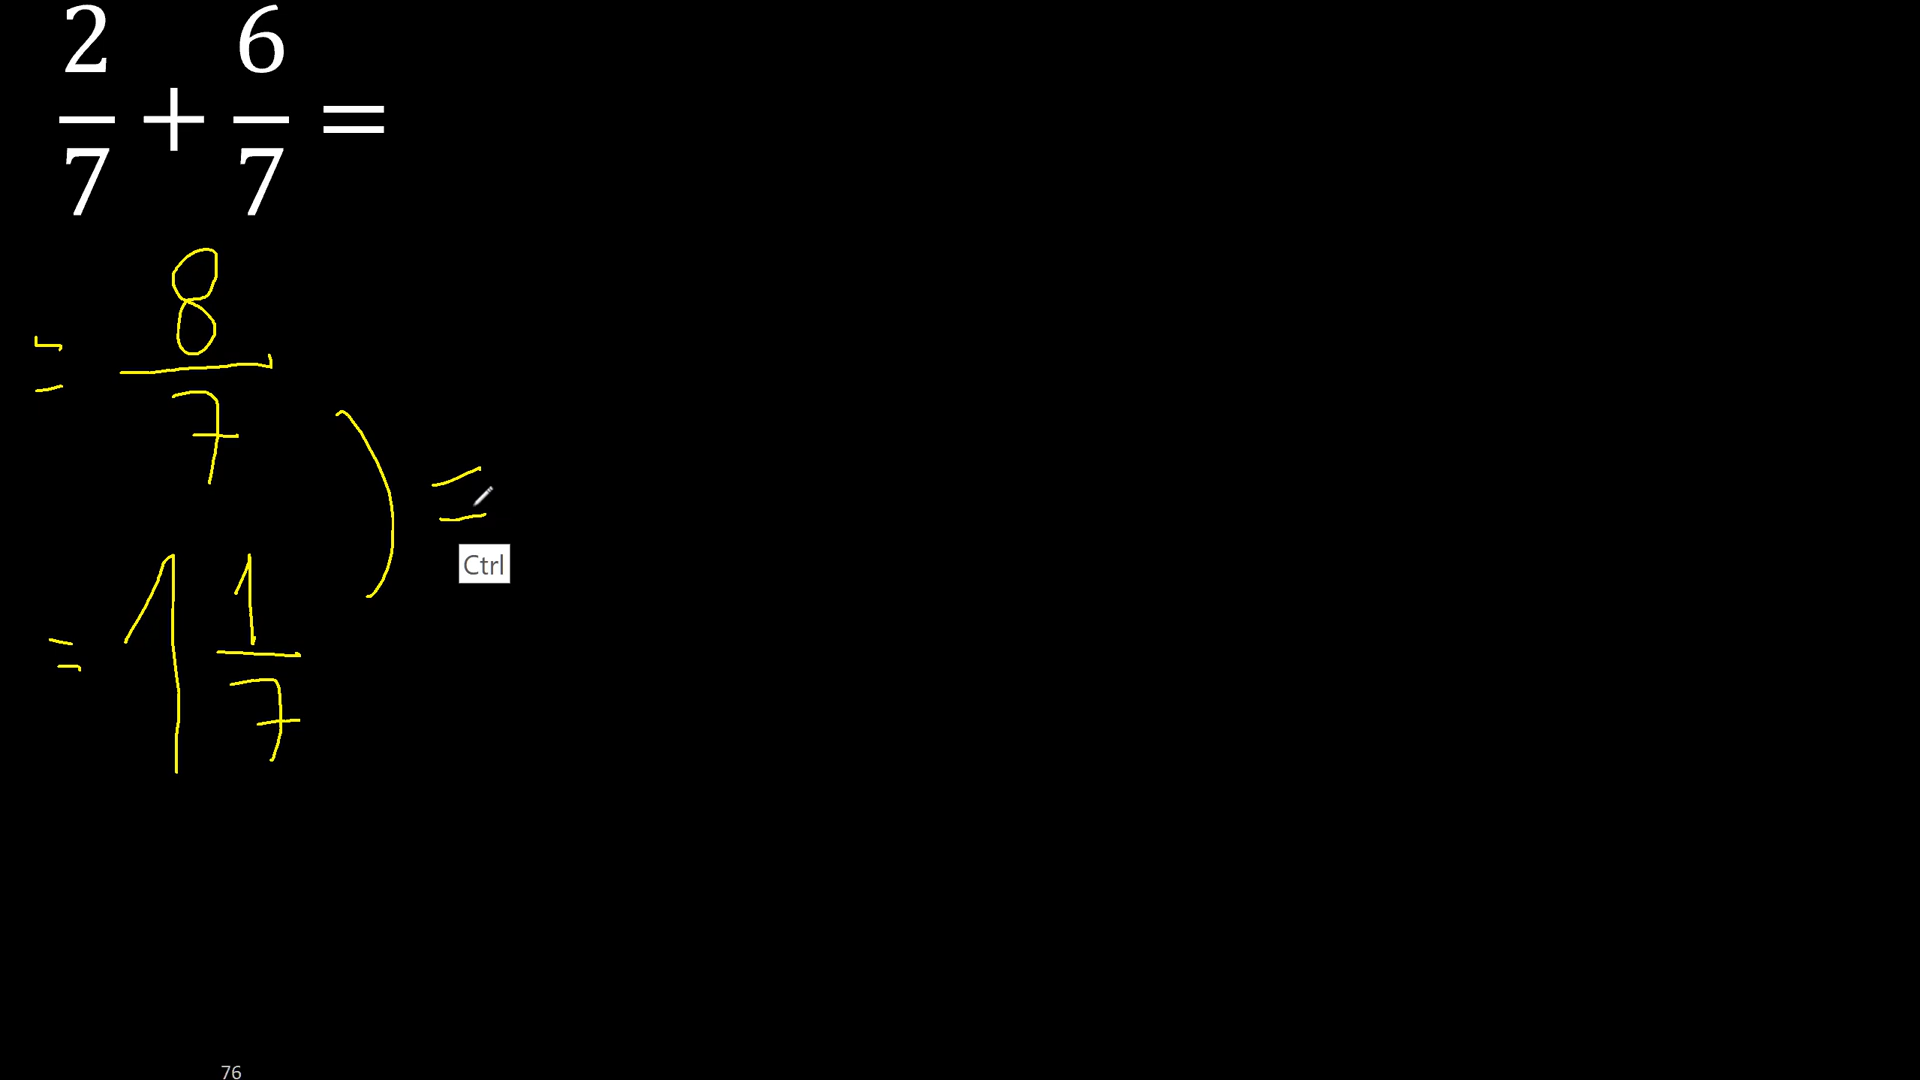 2/7 + 6/7 =
= 8/7
) =
Ctrl
= 1 1/7
76